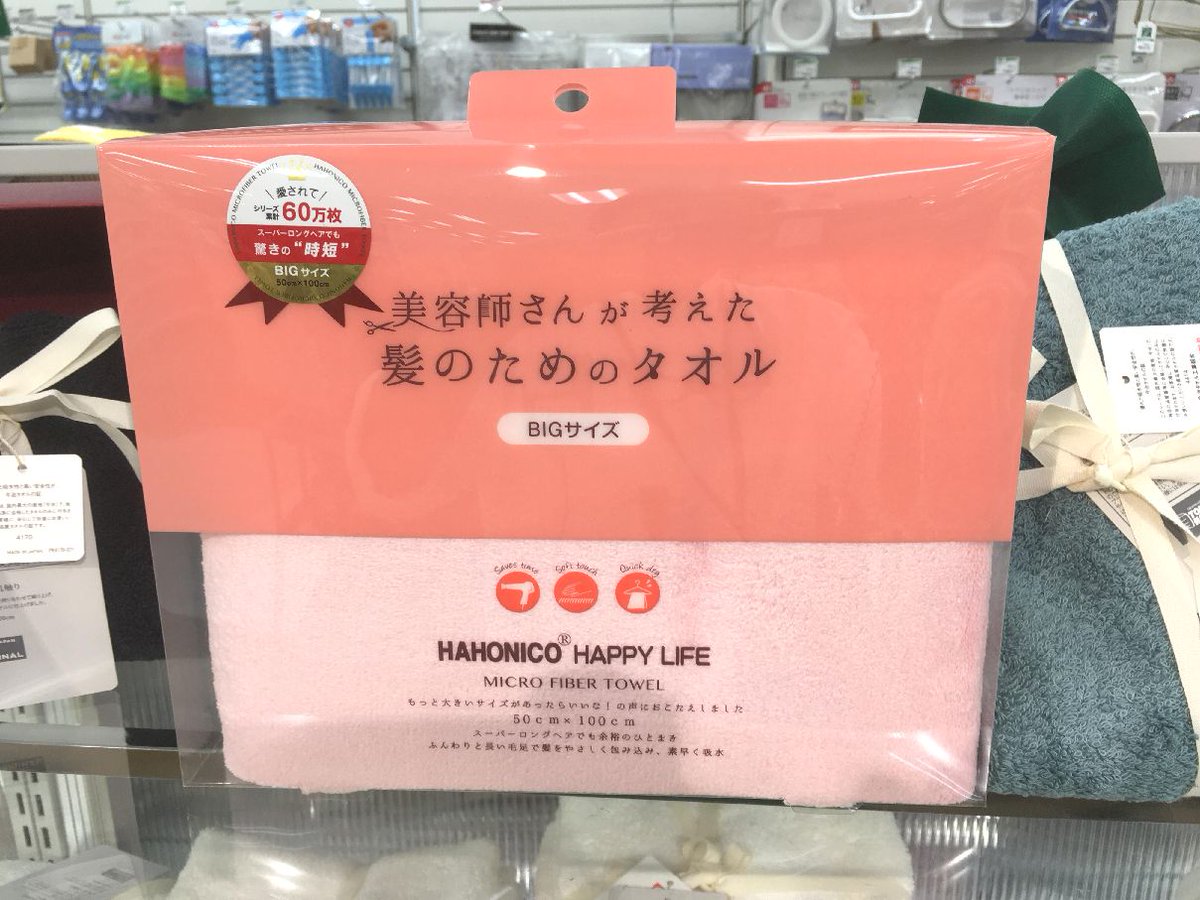 MICROFIBER TOWEL
HAHONICO
愛されて
シリーズ
累計
60万枚
スーパーロングヘアでも
驚きの"時短"
BIGサイズ
50cm×100cm
美容師さんが考えた
髪のためのタオル
BIGサイズ
Saves time
Soft touch
Quick dry
HAHONICO® HAPPY LIFE
MICRO FIBER TOWEL
もっと大きいサイズがあったらいいな！の声におこたえしました
50cm×100cm
スーパーロングヘアでも余裕のひとまき
ふんわりと長い毛足で髪をやさしく包み込み、素早く吸水
4170
MADE IN JAPAN